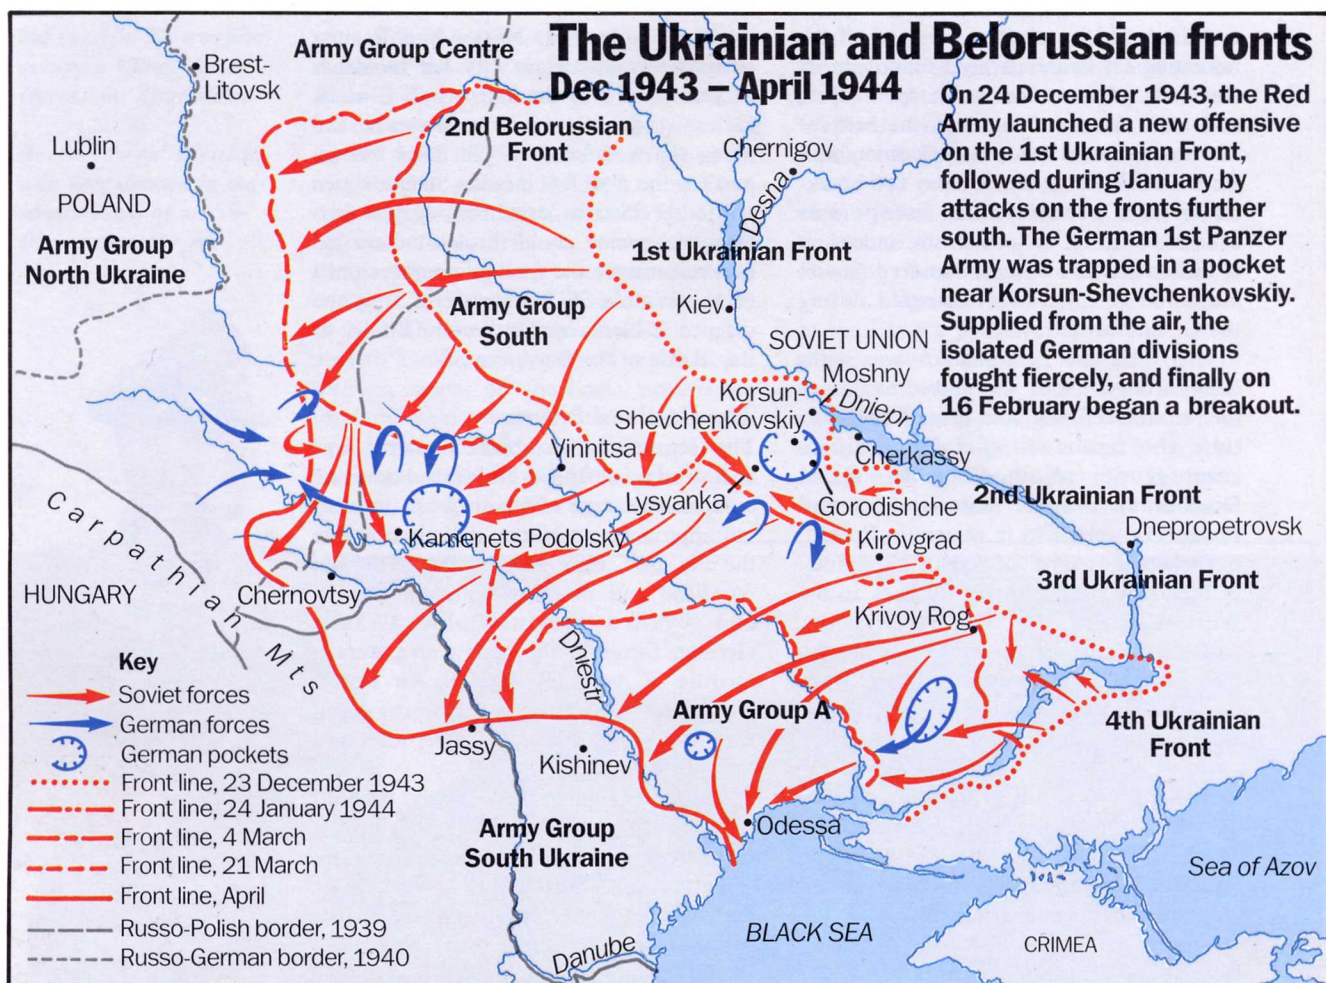 The Ukrainian and Belorussian fronts
Dec 1943 – April 1944
On 24 December 1943, the Red
Army launched a new offensive
on the 1st Ukrainian Front,
followed during January by
attacks on the fronts further
south. The German 1st Panzer
Army was trapped in a pocket
near Korsun-Shevchenkovskiy.
Supplied from the air, the
isolated German divisions
fought fiercely, and finally on
16 February began a breakout.
Army Group Centre
Brest-
Litovsk
2nd Belorussian
Front
Chernigov
Lublin
POLAND
Desna
Army Group
North Ukraine
1st Ukrainian Front
Kiev
Army Group
South
SOVIET UNION
Moshny
Korsun-
Shevchenkovskiy
Dniepr
Vinnitsa
Cherkassy
Lysyanka
Gorodishche
2nd Ukrainian Front
Carpathian Mts
Kamenets Podolsky
Kirovgrad
Dnepropetrovsk
HUNGARY
Chernovtsy
3rd Ukrainian Front
Krivoy Rog
Dniestr
Army Group A
4th Ukrainian
Front
Jassy
Kishinev
Odessa
Army Group
South Ukraine
Sea of Azov
BLACK SEA
CRIMEA
Danube
Key
Soviet forces
German forces
German pockets
Front line, 23 December 1943
Front line, 24 January 1944
Front line, 4 March
Front line, 21 March
Front line, April
Russo-Polish border, 1939
Russo-German border, 1940